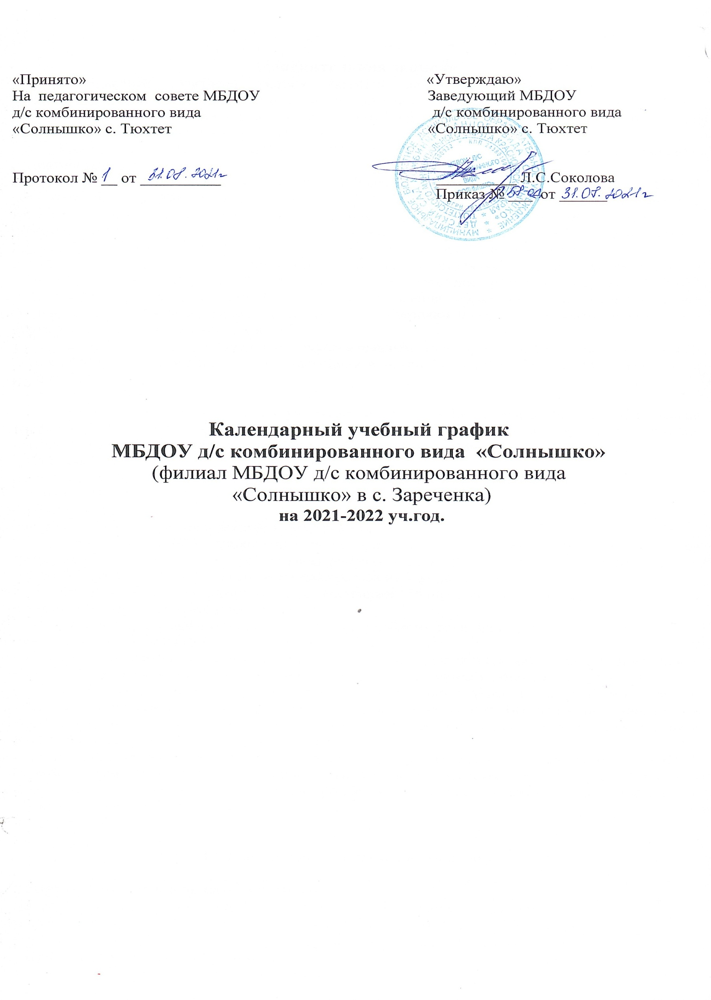 «Принято»
На педагогическом совете МБДОУ
д/с комбинированного вида
«Солнышко» с. Тюхтет
Протокол № 1 от 31.08.2021г
«Утверждаю»
Заведующий МБДОУ
д/с комбинированного вида
«Солнышко» с. Тюхтет
Л.С.Соколова
Приказ № 58-од от 31.08.2021г
Календарный учебный график
МБДОУ д/с комбинированного вида «Солнышко»
(филиал МБДОУ д/с комбинированного вида
«Солнышко» в с. Зареченка)
на 2021-2022 уч.год.